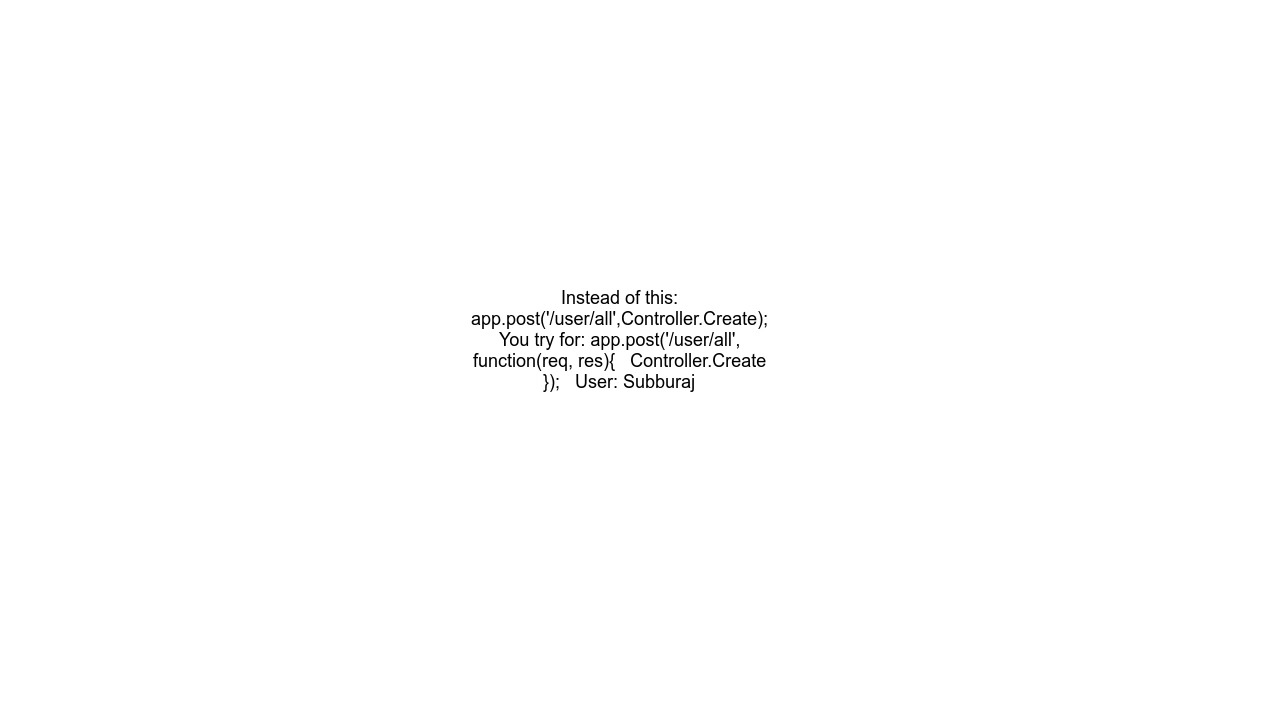 Instead of this:
app.post('/user/all',Controller.Create);
You try for: app.post('/user/all',
function(req, res){   Controller.Create
});   User: Subburaj